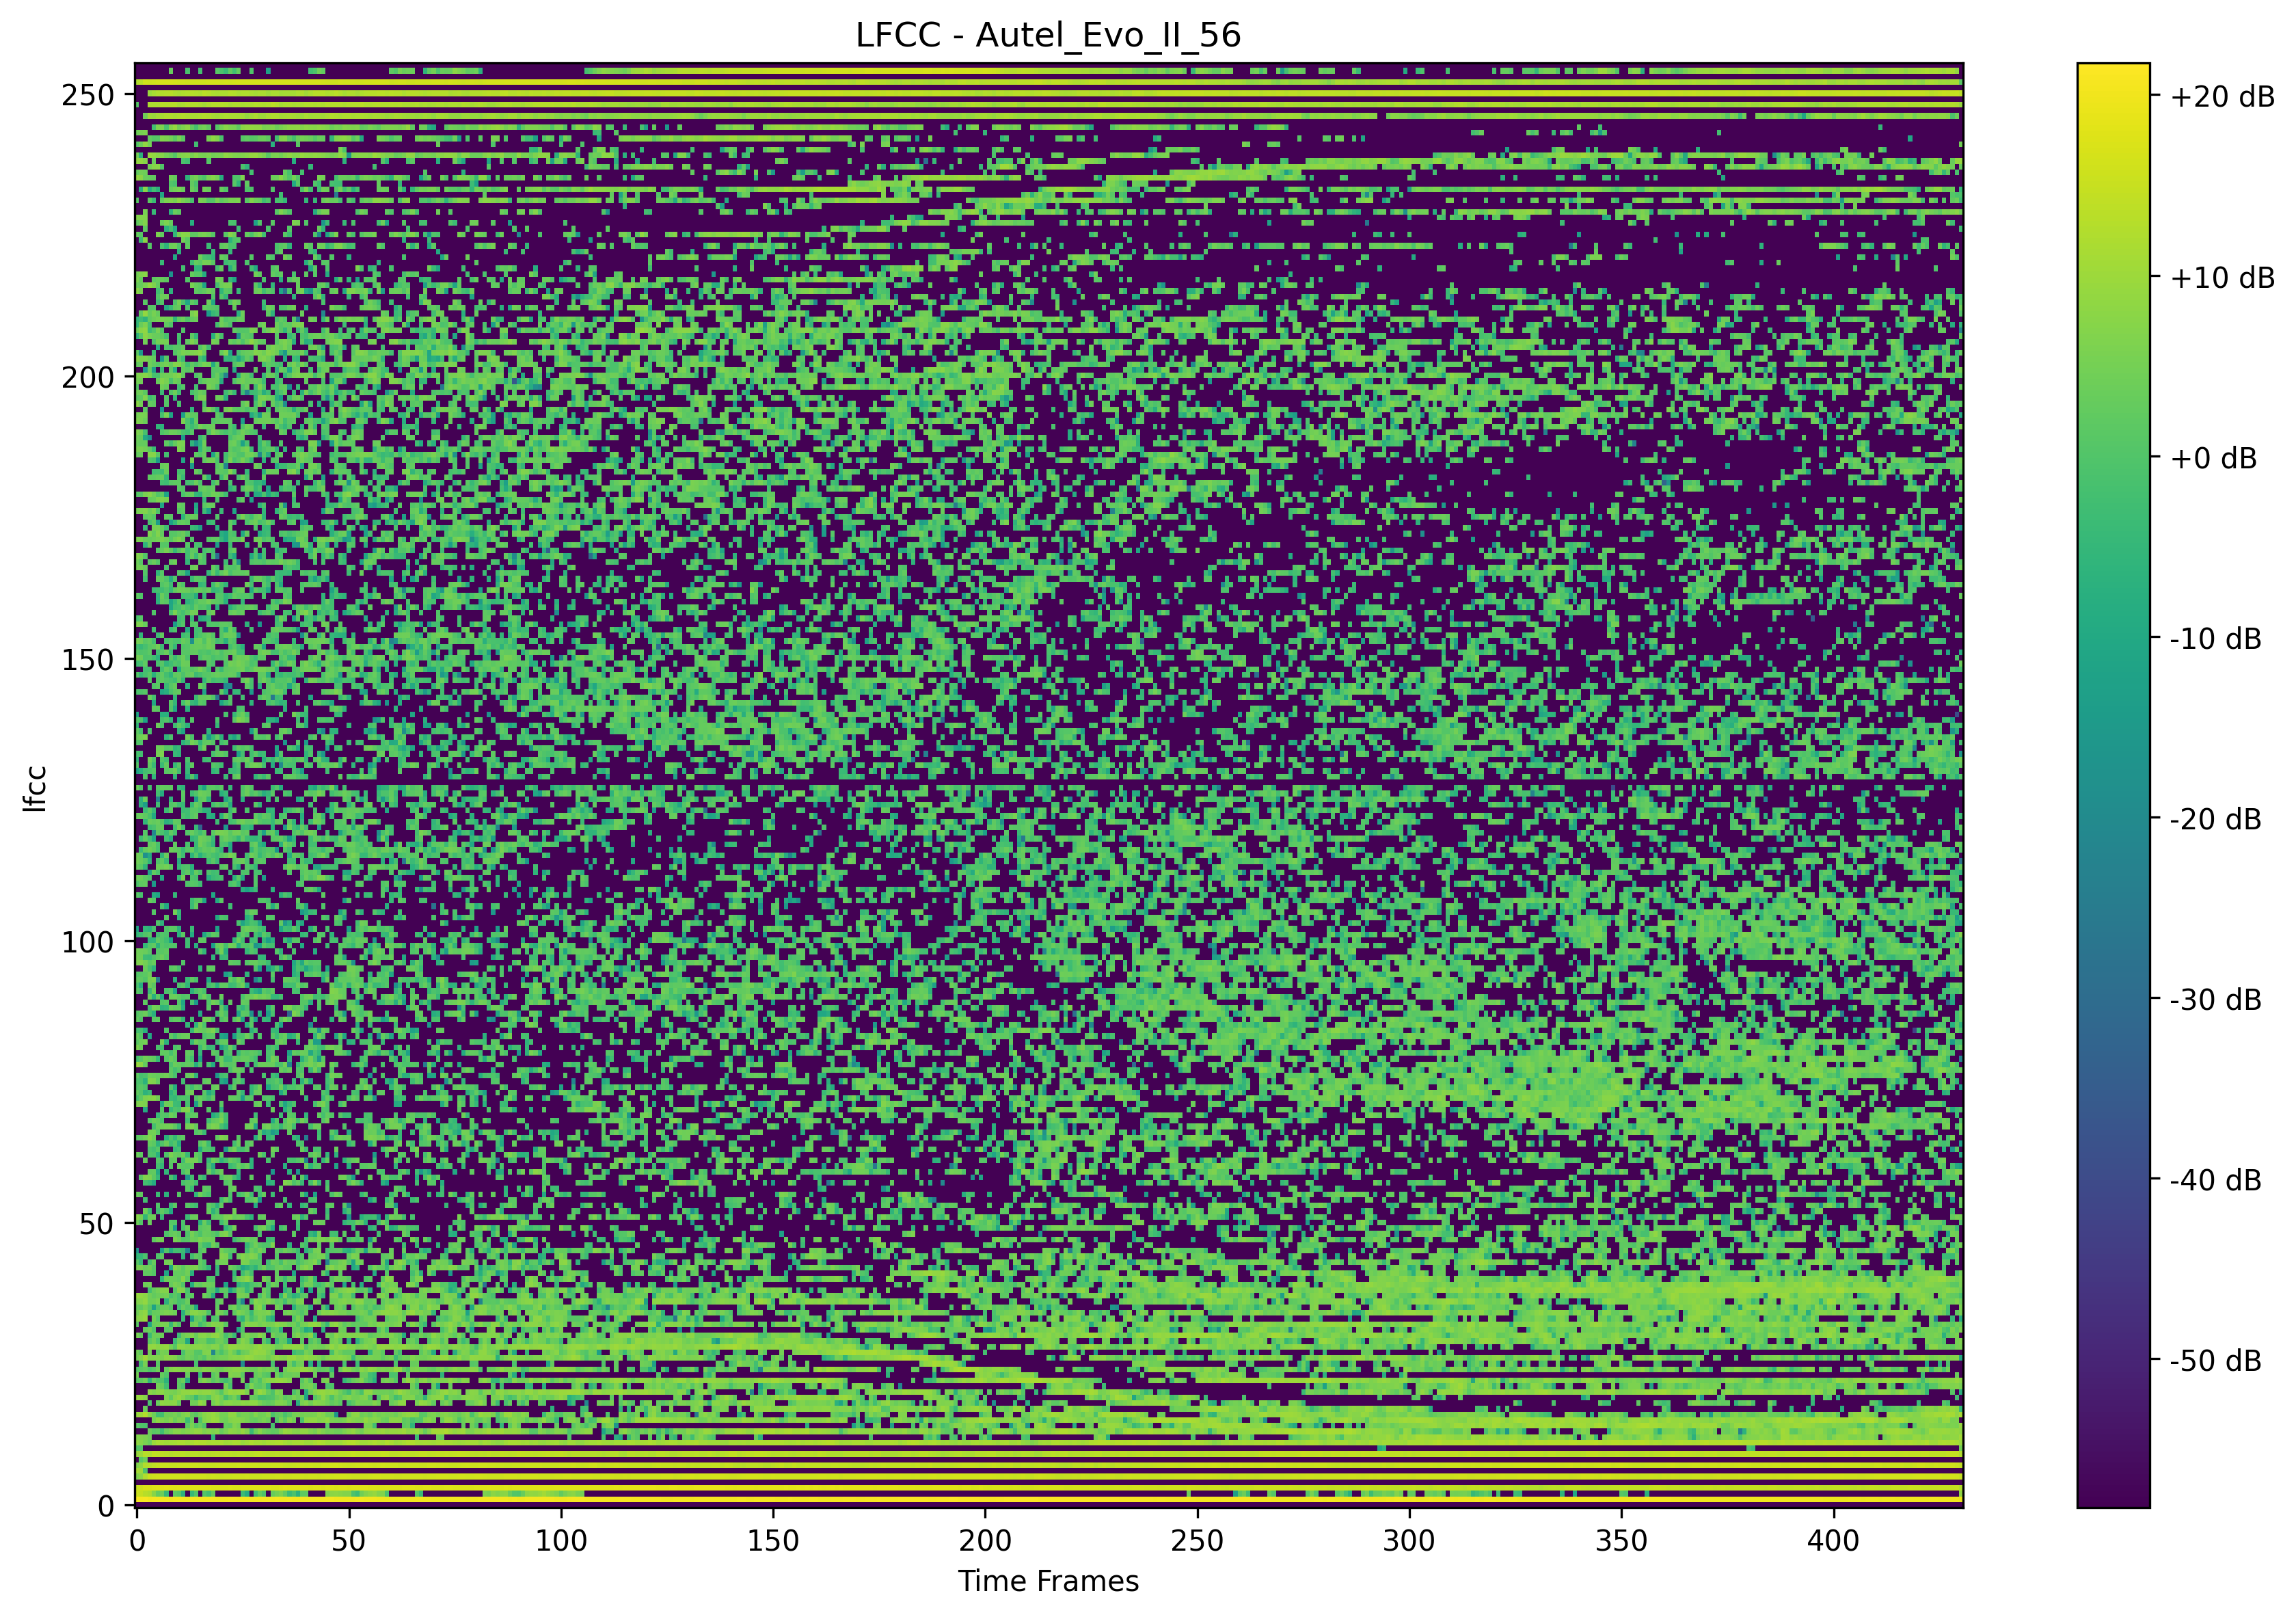 LFCC - Autel_Evo_II_56
250
200
150
100
50
0
lfcc
0 50 100 150 200 250 300 350 400
Time Frames
+20 dB
+10 dB
+0 dB
-10 dB
-20 dB
-30 dB
-40 dB
-50 dB